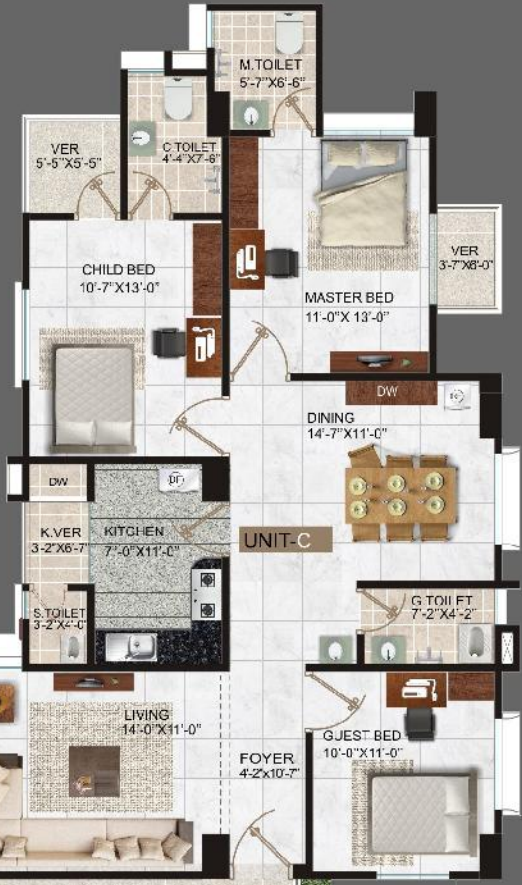 M.TOILET
5'-7"X6'-6"
C.TOILET
4'-4"X7'-6"
VER
5'-5"X5'-5"
CHILD BED
10'-7"X13'-0"
VER
3'-7"X6'-0"
MASTER BED
11'-0"X 13'-0"
DW
DINING
14'-7"X11'-0"
DW
DF
K.VER
3'-2"X6'-7"
KITCHEN
7'-0"X11'-0"
UNIT-C
S.TOILET
3'-2"X4'-0"
G.TOILET
7'-2"X4'-2"
LIVING
14'-0"X11'-0"
GUEST BED
10'-0"X11'-0"
FOYER
4'-2"x10'-7"